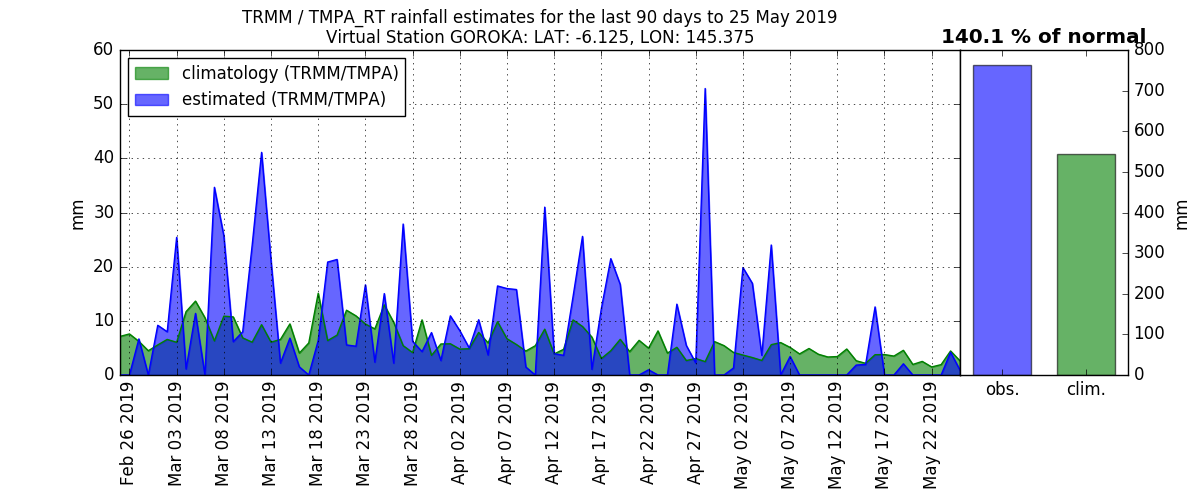 TRMM / TMPA_RT rainfall estimates for the last 90 days to 25 May 2019
Virtual Station GOROKA: LAT: -6.125, LON: 145.375
140.1 % of normal
climatology (TRMM/TMPA)
estimated (TRMM/TMPA)
mm
60
50
40
30
20
10
0
Feb 26 2019
Mar 03 2019
Mar 08 2019
Mar 13 2019
Mar 18 2019
Mar 23 2019
Mar 28 2019
Apr 02 2019
Apr 07 2019
Apr 12 2019
Apr 17 2019
Apr 22 2019
Apr 27 2019
May 02 2019
May 07 2019
May 12 2019
May 17 2019
May 22 2019
obs.
clim.
800
700
600
500
400
300
200
100
0
mm